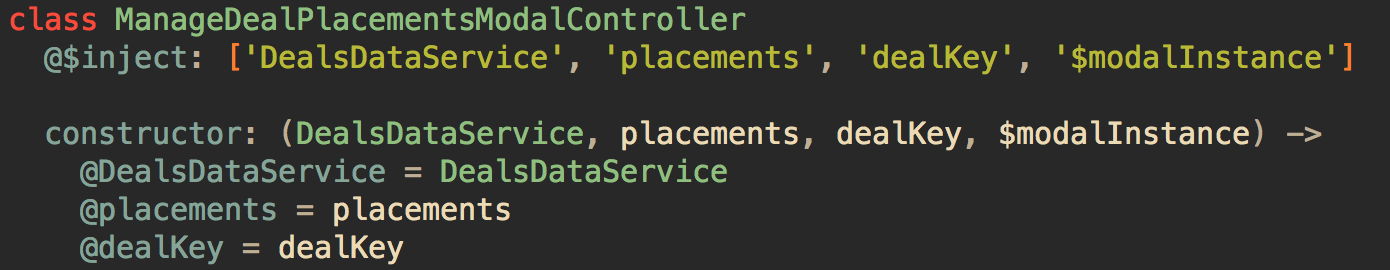 class ManageDealPlacementsModalController
@$inject: ['DealsDataService', 'placements', 'dealKey', '$modalInstance']
constructor: (DealsDataService, placements, dealKey, $modalInstance) ->
@DealsDataService = DealsDataService
@placements = placements
@dealKey = dealKey